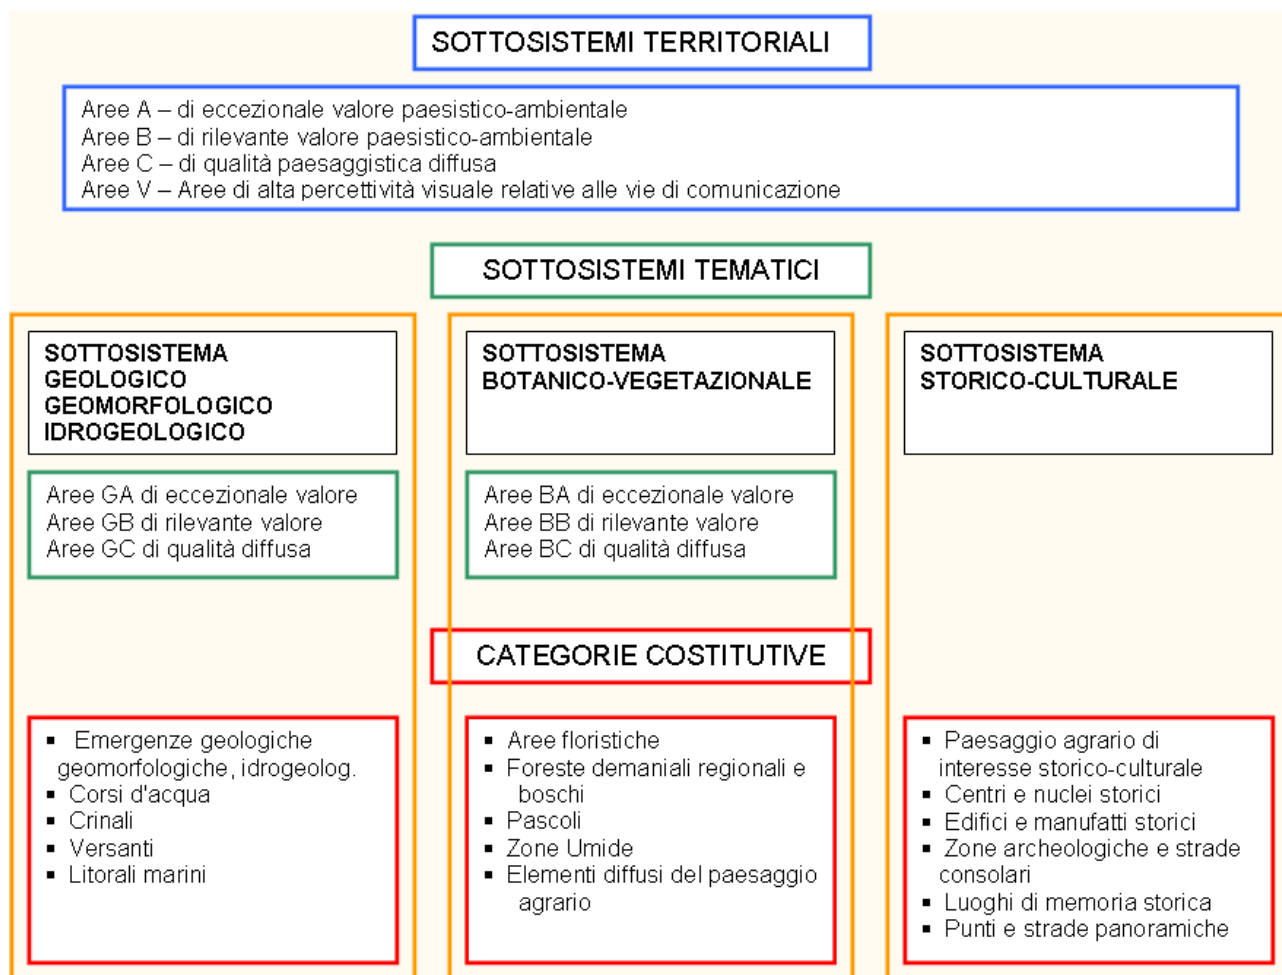 SOTTOSISTEMI TERRITORIALI
Aree A – di eccezionale valore paesistico-ambientale
Aree B – di rilevante valore paesistico-ambientale
Aree C – di qualità paesaggistica diffusa
Aree V – Aree di alta percettività visuale relative alle vie di comunicazione
SOTTOSISTEMI TEMATICI
SOTTOSISTEMA
GEOLOGICO
GEOMORFOLOGICO
IDROGEOLOGICO
Aree GA di eccezionale valore
Aree GB di rilevante valore
Aree GC di qualità diffusa
SOTTOSISTEMA
BOTANICO-VEGETAZIONALE
Aree BA di eccezionale valore
Aree BB di rilevante valore
Aree BC di qualità diffusa
SOTTOSISTEMA
STORICO-CULTURALE
CATEGORIE COSTITUTIVE
▪ Emergenze geologiche
geomorfologiche, idrogeolog.
▪ Corsi d'acqua
▪ Crinali
▪ Versanti
▪ Litorali marini
▪ Aree floristiche
▪ Foreste demaniali regionali e
boschi
▪ Pascoli
▪ Zone Umide
▪ Elementi diffusi del paesaggio
agrario
▪ Paesaggio agrario di
interesse storico-culturale
▪ Centri e nuclei storici
▪ Edifici e manufatti storici
▪ Zone archeologiche e strade
consolari
▪ Luoghi di memoria storica
▪ Punti e strade panoramiche